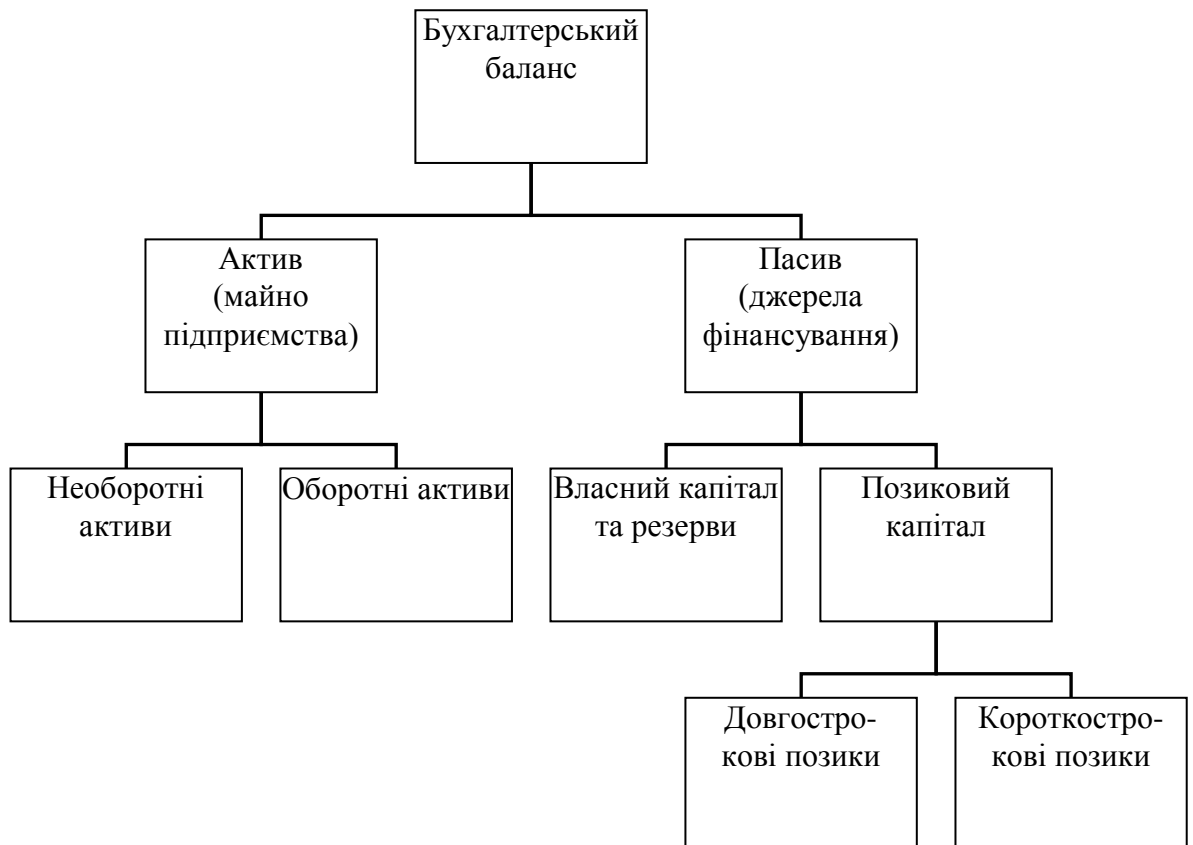 Бухгалтерський
баланс
Актив
(майно
підприємства)
Пасив
(джерела
фінансування)
Необоротні
активи
Оборотні активи
Власний капітал
та резерви
Позиковий
капітал
Довгостро-
кові позики
Короткостро-
кові позики